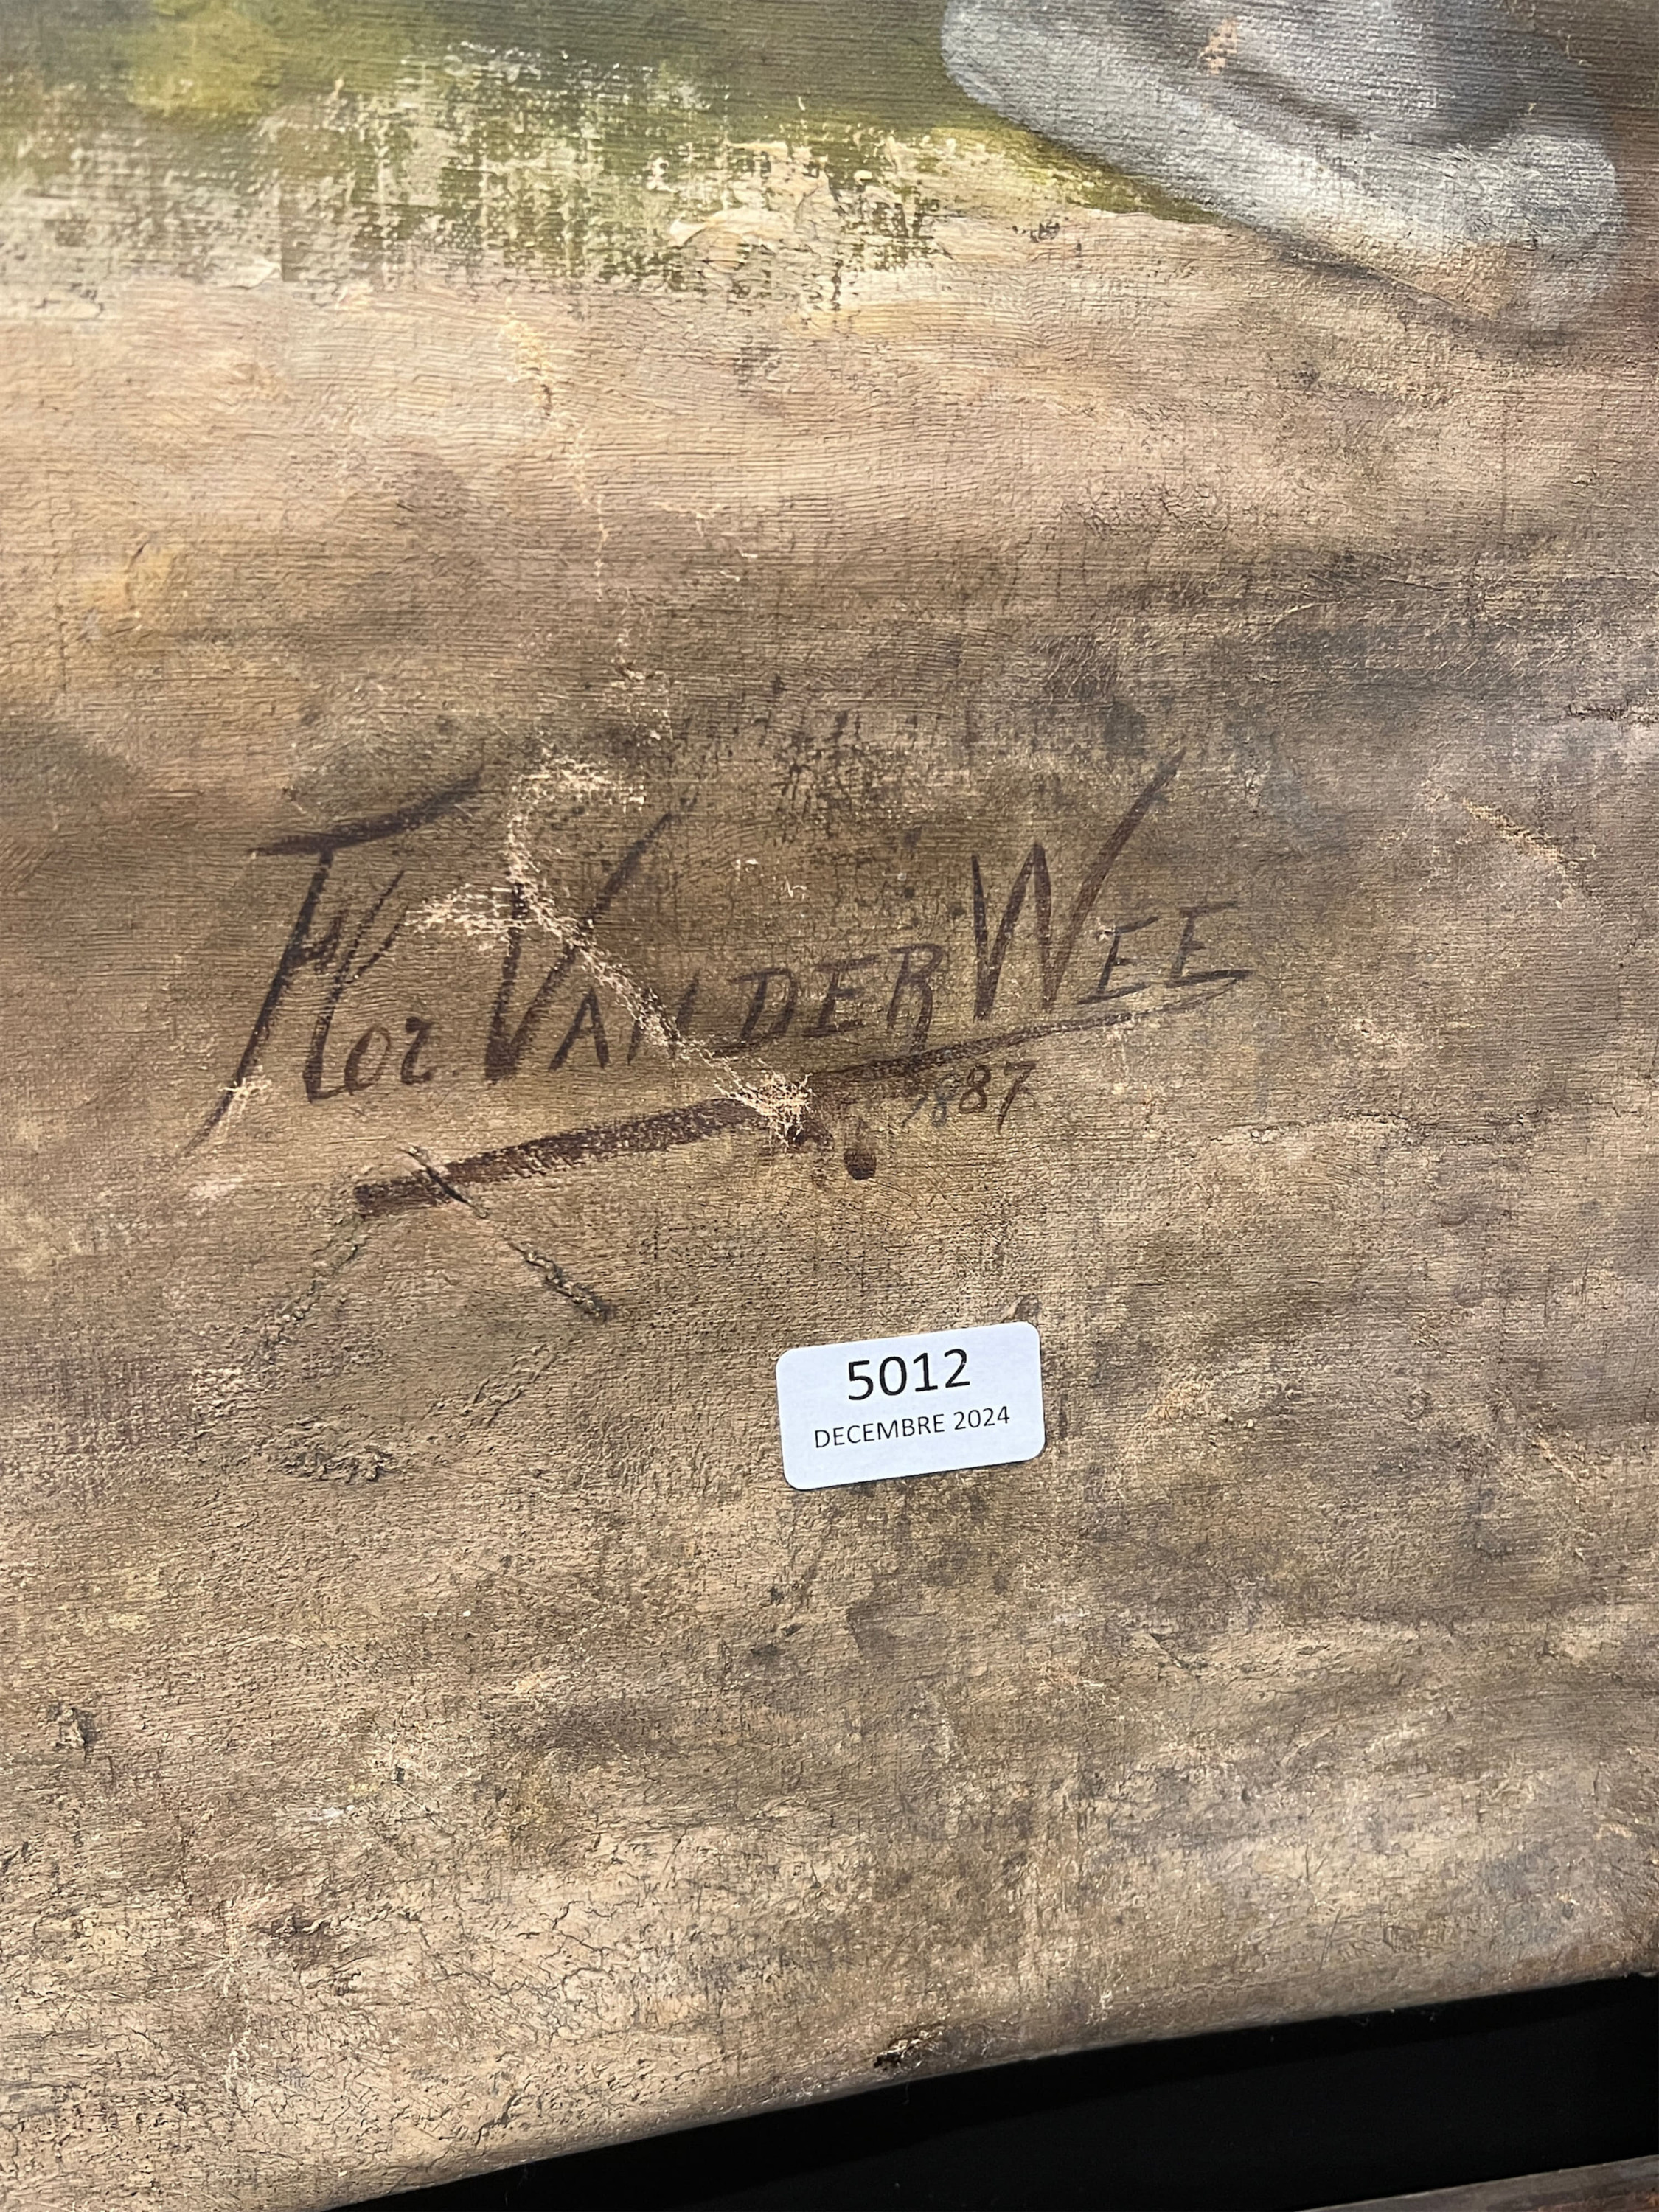 Flor. VANDER WEE
1887
5012
DECEMBRE 2024